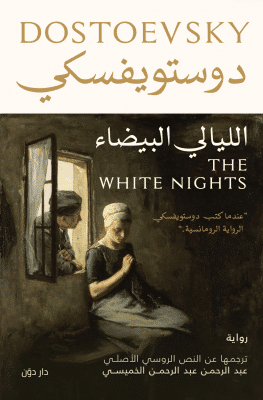 DOSTOEVSKY
دوستويفسكي
الليالي البيضاء
THE
WHITE NIGHTS
"عندما كتب دوستويفسكي
الرواية الرومانسية."
رواية
ترجمها عن النص الروسي الأصلي
عبد الرحمن عبد الرحمن الخميسي
دار دوّن